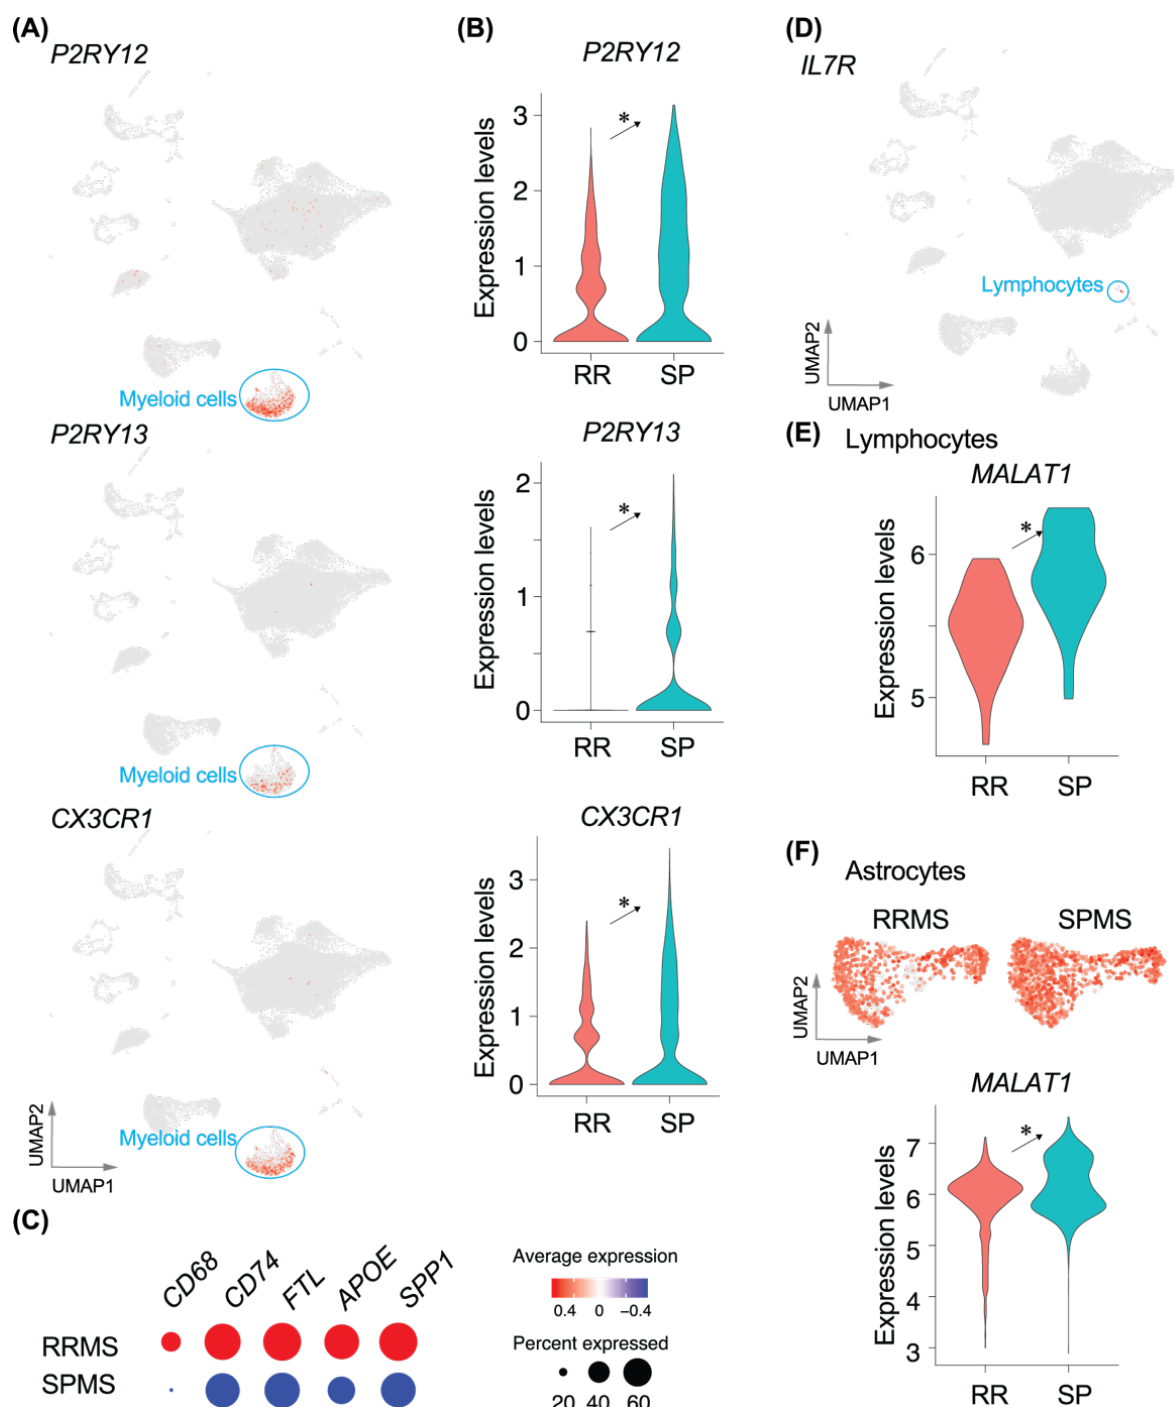 (A)
P2RY12
Myeloid cells
P2RY13
Myeloid cells
CX3CR1
Myeloid cells
UMAP2
UMAP1
(B)
P2RY12
Expression levels
3
2
1
0
*
RR SP
P2RY13
Expression levels
2
1
0
*
RR SP
CX3CR1
Expression levels
3
2
1
0
*
RR SP
(C)
CD68 CD74 FTL APOE SPP1
RRMS
SPMS
Average expression
0.4 0 -0.4
Percent expressed
20 40 60
(D)
IL7R
Lymphocytes
UMAP2
UMAP1
(E) Lymphocytes
MALAT1
Expression levels
6
5
*
RR SP
(F) Astrocytes
RRMS SPMS
UMAP2
UMAP1
MALAT1
Expression levels
7
6
5
4
3
*
RR SP